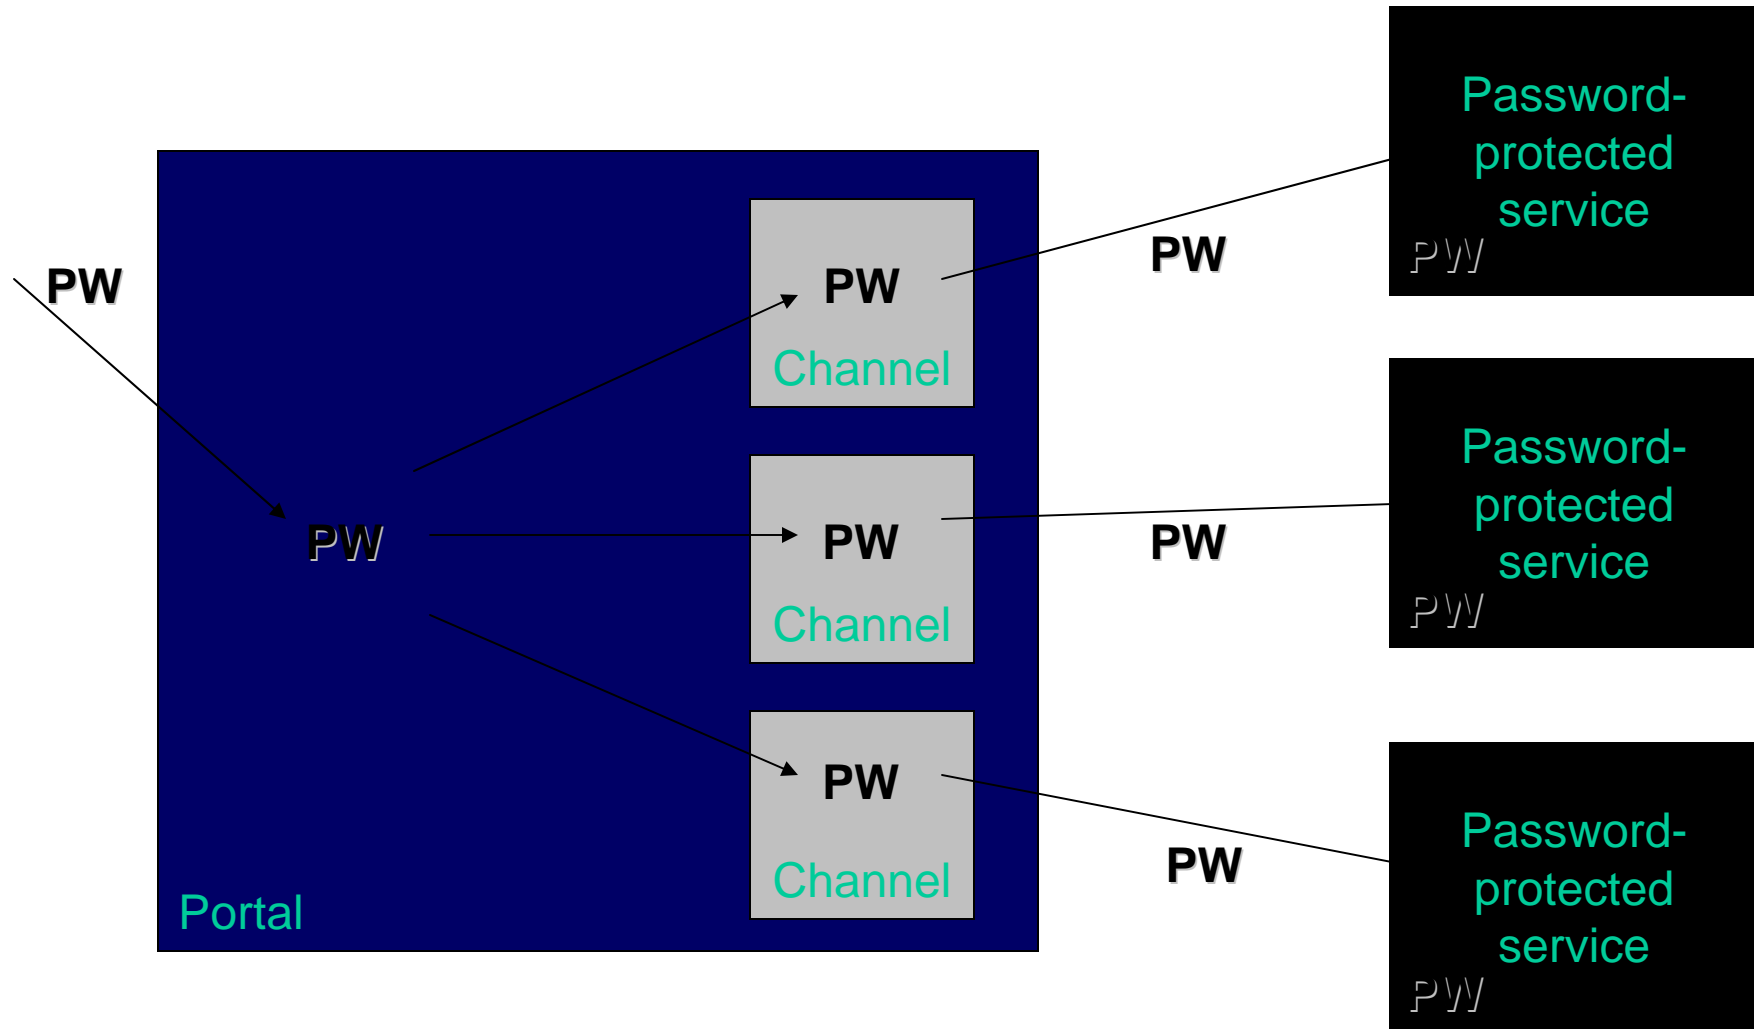 Password-
protected
service
PW
PW
PW
PW
Channel
Password-
protected
service
PW
PW
PW
PW
Channel
PW
PW
Channel
Portal
Password-
protected
service
PW